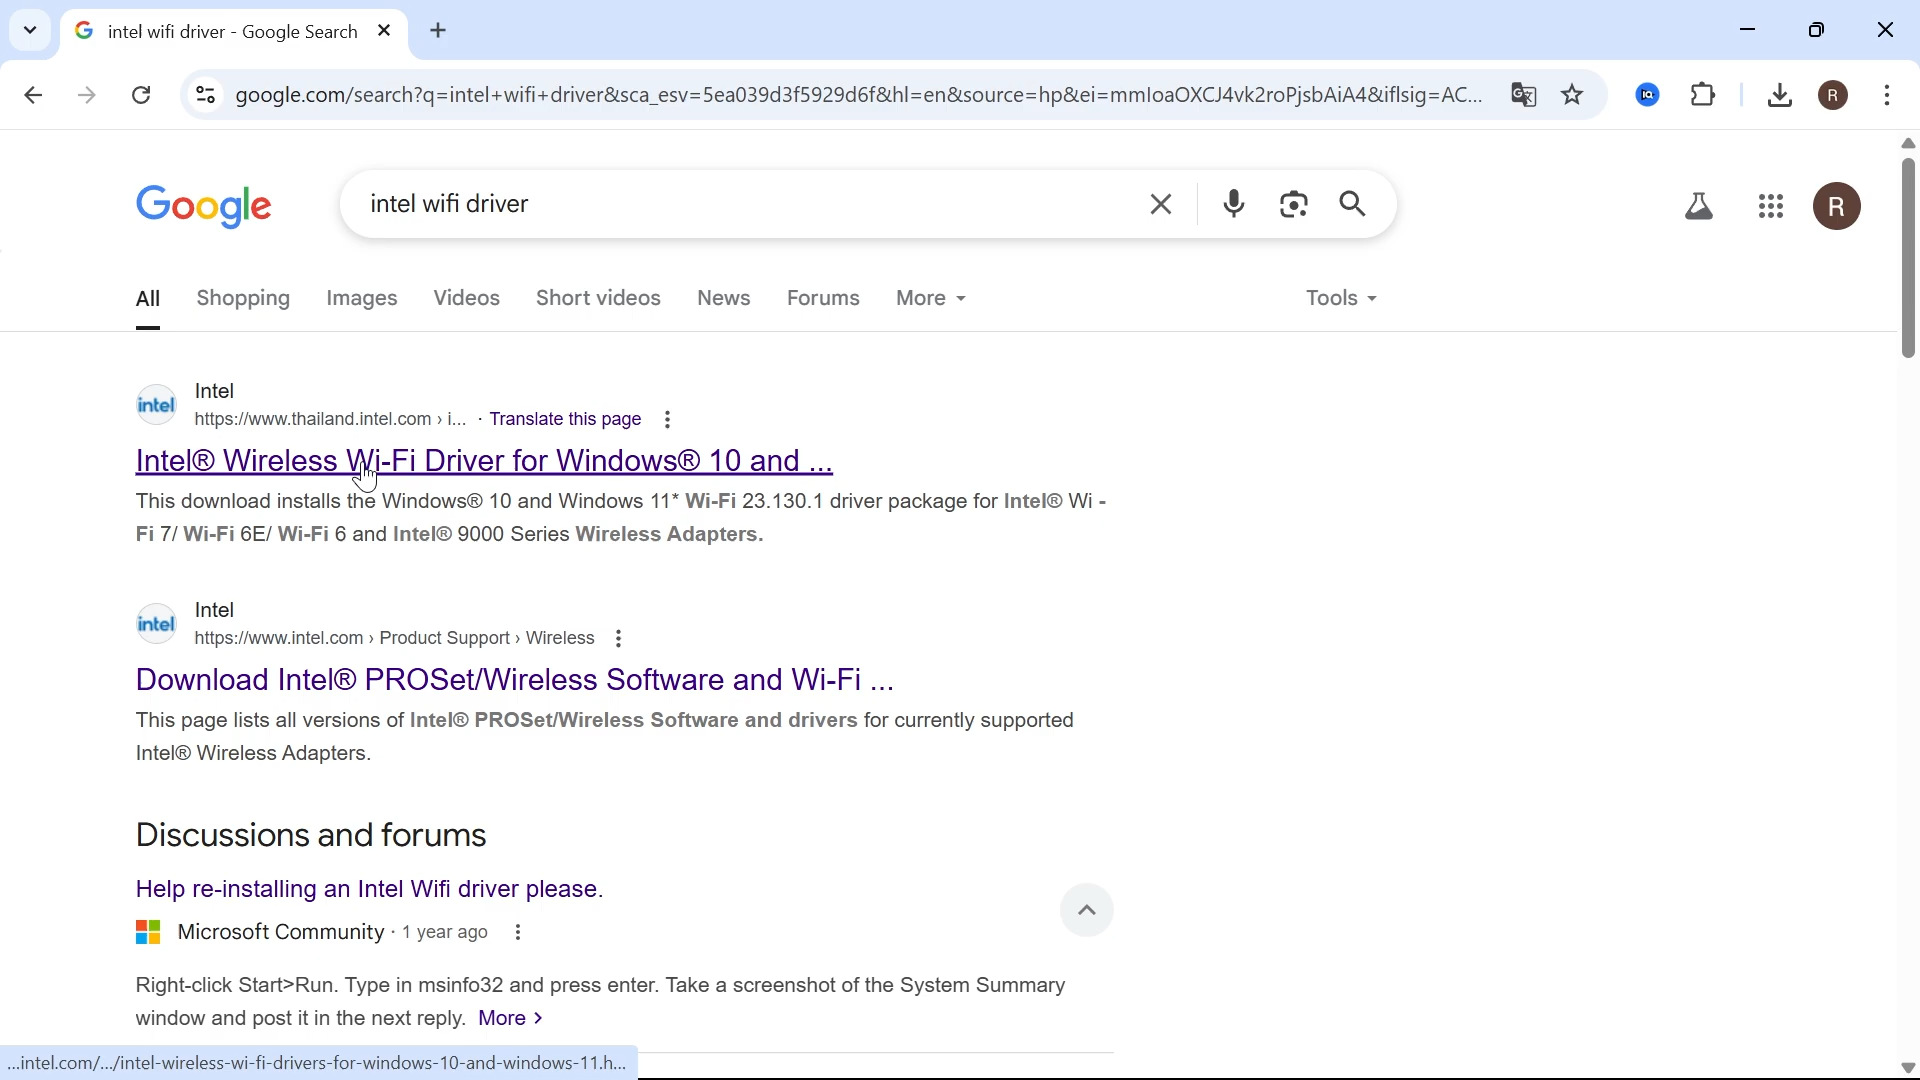 intel wifi driver - Google Search
google.com/search?q=intel+wifi+driver&sca_esv=5ea039d3f5929d6f&hl=en&source=hp&ei=mmIoaOXCJ4vk2roPjsbAiA4&iflsig=AC...
R
Google
intel wifi driver
R
All Shopping Images Videos Short videos News Forums More Tools
intel
Intel
https://www.thailand.intel.com › i... · Translate this page
Intel® Wireless Wi-Fi Driver for Windows® 10 and ...
This download installs the Windows® 10 and Windows 11* Wi-Fi 23.130.1 driver package for Intel® Wi -
Fi 7/ Wi-Fi 6E/ Wi-Fi 6 and Intel® 9000 Series Wireless Adapters.
intel
Intel
https://www.intel.com › Product Support › Wireless
Download Intel® PROSet/Wireless Software and Wi-Fi ...
This page lists all versions of Intel® PROSet/Wireless Software and drivers for currently supported
Intel® Wireless Adapters.
Discussions and forums
Help re-installing an Intel Wifi driver please.
Microsoft Community · 1 year ago
Right-click Start>Run. Type in msinfo32 and press enter. Take a screenshot of the System Summary
window and post it in the next reply. More ›
...intel.com/.../intel-wireless-wi-fi-drivers-for-windows-10-and-windows-11.h...